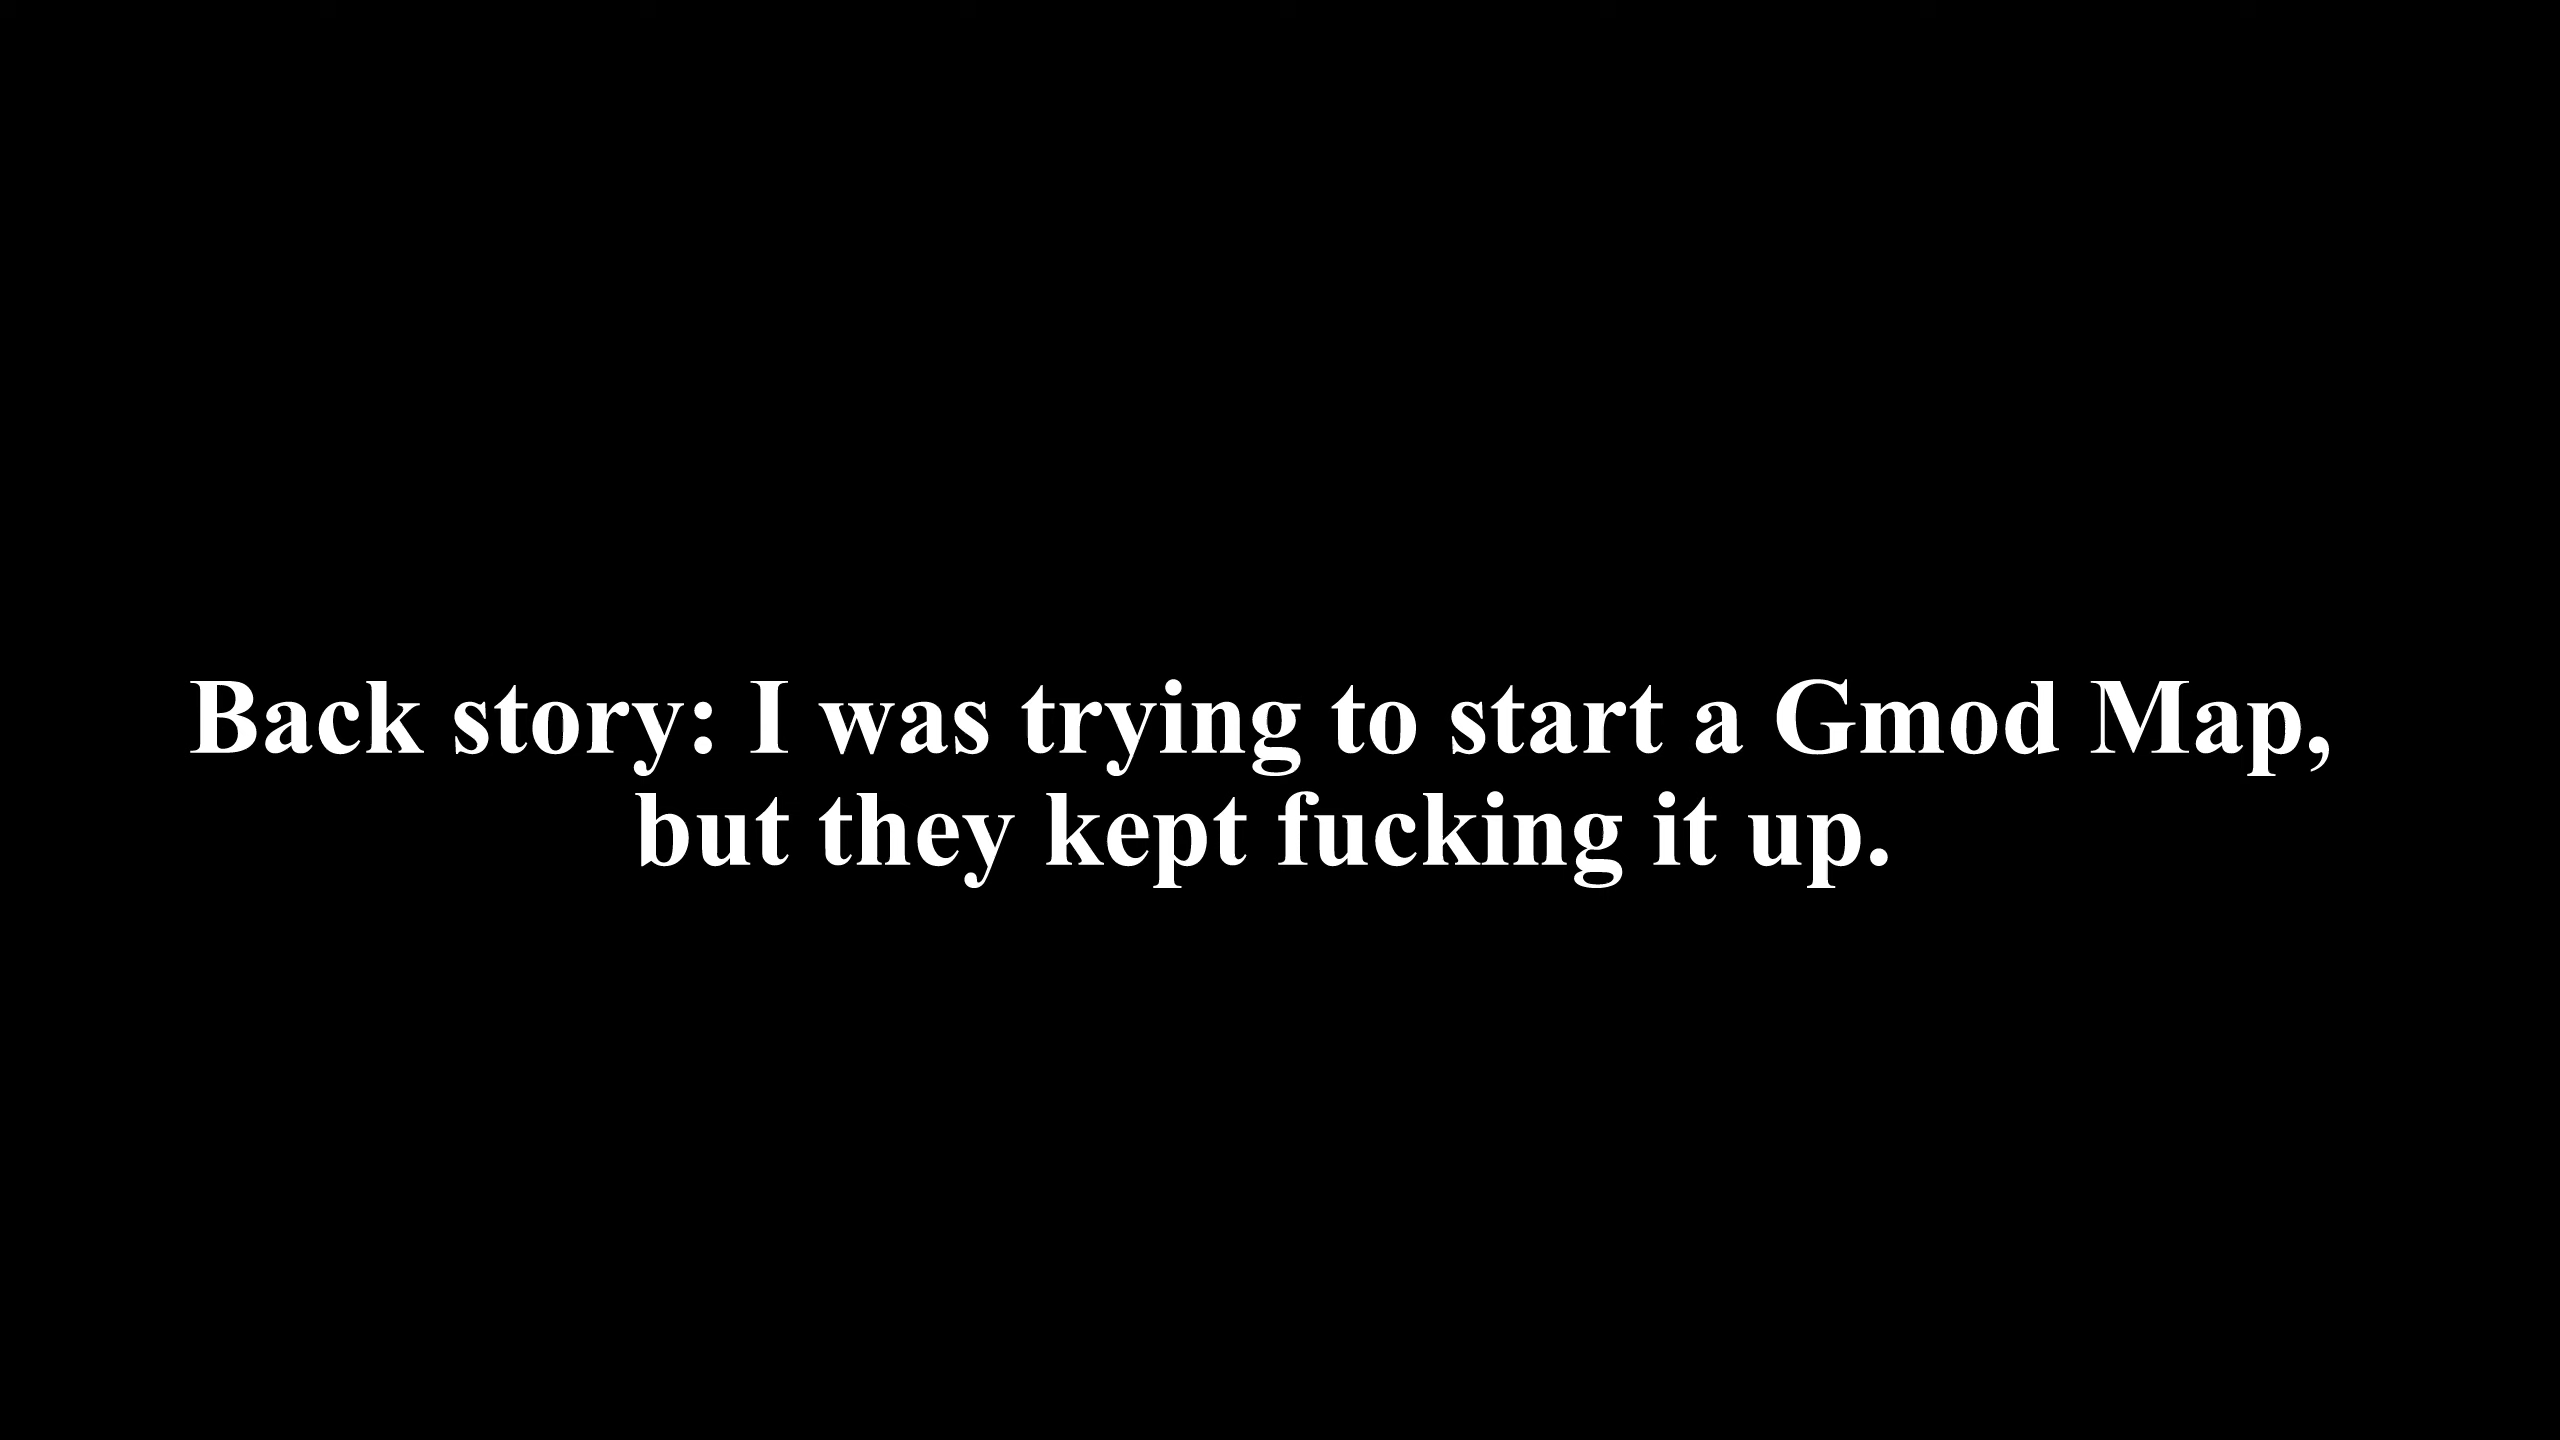 Back story: I was trying to start a Gmod Map,
but they kept fucking it up.